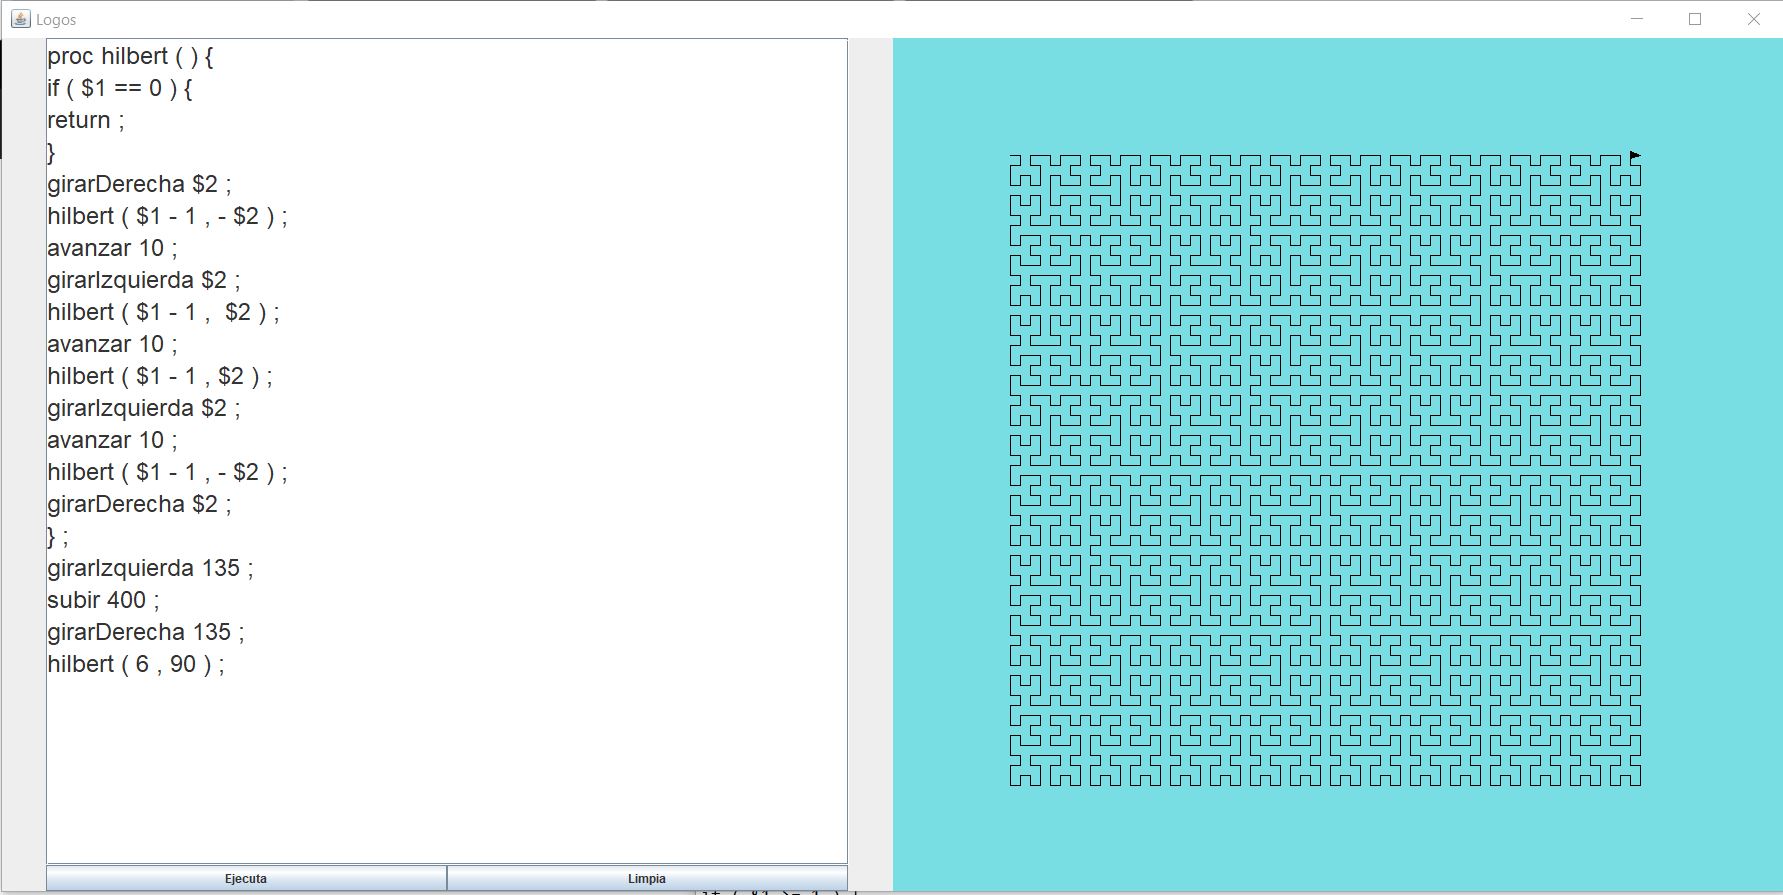 Logos
proc hilbert ( ) {
if ( $1 == 0 ) {
return ;
}
girarDerecha $2 ;
hilbert ( $1 - 1 , - $2 ) ;
avanzar 10 ;
girarIzquierda $2 ;
hilbert ( $1 - 1 ,  $2 ) ;
avanzar 10 ;
hilbert ( $1 - 1 , $2 ) ;
girarIzquierda $2 ;
avanzar 10 ;
hilbert ( $1 - 1 , - $2 ) ;
girarDerecha $2 ;
} ;
girarIzquierda 135 ;
subir 400 ;
girarDerecha 135 ;
hilbert ( 6 , 90 ) ;
Ejecuta
Limpia